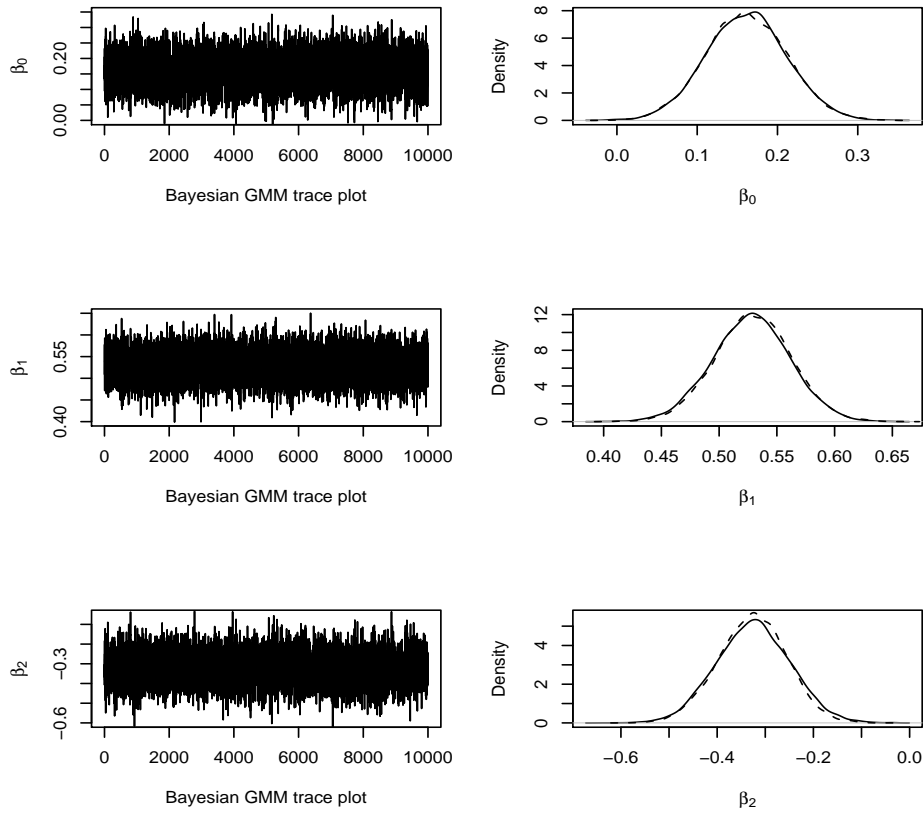 β0
0.00 0.20
0 2000 4000 6000 8000 10000
Bayesian GMM trace plot
Density
0 2 4 6 8
0.0 0.1 0.2 0.3
β0
β1
0.40 0.55
0 2000 4000 6000 8000 10000
Bayesian GMM trace plot
Density
0 4 8 12
0.40 0.45 0.50 0.55 0.60 0.65
β1
β2
−0.6 −0.3
0 2000 4000 6000 8000 10000
Bayesian GMM trace plot
Density
0 2 4
−0.6 −0.4 −0.2 0.0
β2